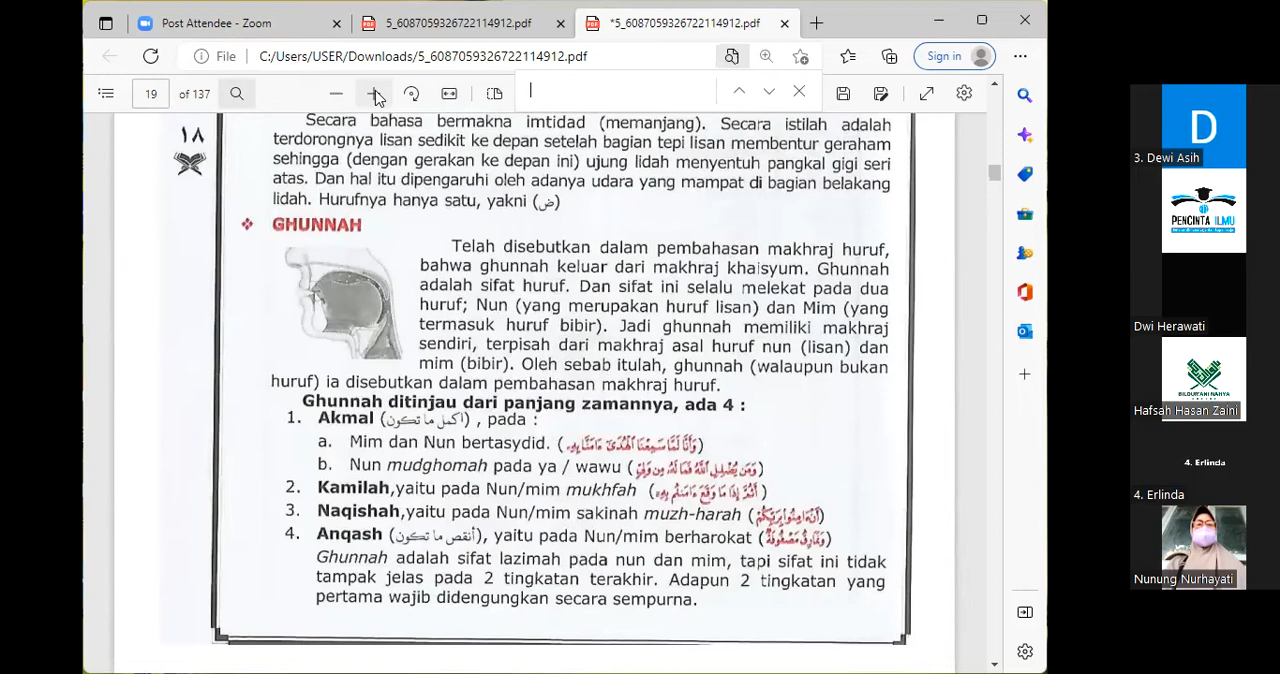 Post Attendee - Zoom
5_6087059326722114912.pdf
*5_6087059326722114912.pdf
File
C:/Users/USER/Downloads/5_6087059326722114912.pdf
Sign in
19 of 137
١٨
Secara bahasa bermakna imtidad (memanjang). Secara istilah adalah
terdorongnya lisan sedikit ke depan setelah bagian tepi lisan membentur geraham
sehingga (dengan gerakan ke depan ini) ujung lidah menyentuh pangkal gigi seri
atas. Dan hal itu dipengaruhi oleh adanya udara yang mampat di bagian belakang
lidah. Hurufnya hanya satu, yakni (ض)
GHUNNAH
Telah disebutkan dalam pembahasan makhraj huruf,
bahwa ghunnah keluar dari makhraj khaisyum. Ghunnah
adalah sifat huruf. Dan sifat ini selalu melekat pada dua
huruf; Nun (yang merupakan huruf lisan) dan Mim (yang
termasuk huruf bibir). Jadi ghunnah memiliki makhraj
sendiri, terpisah dari makhraj asal huruf nun (lisan) dan
mim (bibir). Oleh sebab itulah, ghunnah (walaupun bukan
huruf) ia disebutkan dalam pembahasan makhraj huruf.
Ghunnah ditinjau dari panjang zamannya, ada 4 :
1. Akmal (أكمل ما تكون) , pada :
a. Mim dan Nun bertasydid. (وَأَنَّا لَمَّا سَمِعْنَا الْهُدَىٰ ءَامَنَّا بِهِ)
b. Nun mudghomah pada ya / wawu (وَمَن يُضْلِلِ اللَّهُ فَمَا لَهُ مِن وَلِيٍّ)
2. Kamilah,yaitu pada Nun/mim mukhfah (أَثُمَّ إِذَا مَا وَقَعَ ءَامَنتُم بِهِ)
3. Naqishah,yaitu pada Nun/mim sakinah muzh-harah
4. Anqash (أنقص ما تكون), yaitu pada Nun/mim berharokat (وَنَمَارِقُ مَصْفُوفَةٌ)
Ghunnah adalah sifat lazimah pada nun dan mim, tapi sifat ini tidak
tampak jelas pada 2 tingkatan terakhir. Adapun 2 tingkatan yang
pertama wajib didengungkan secara sempurna.
D
3. Dewi Asih
PENCINTA ILMU
Dwi Herawati
Hafsah Hasan Zaini
4. Erlinda
4. Erlinda
Nunung Nurhayati